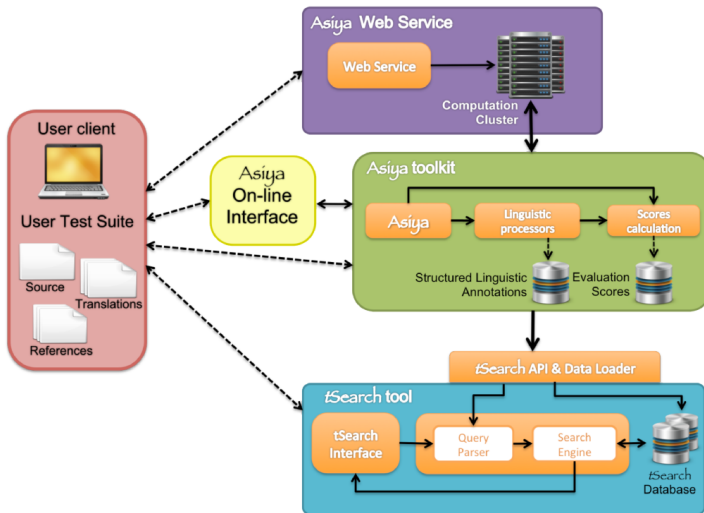 Asiya Web Service
Web Service
Computation
Cluster
User client
User Test Suite
Source
Translations
References
Asiya
On-line
Interface
Asiya toolkit
Asiya
Linguistic
processors
Scores
calculation
Structured Linguistic
Annotations
Evaluation
Scores
tSearch API & Data Loader
tSearch tool
tSearch
Interface
Query
Parser
Search
Engine
tSearch
Database